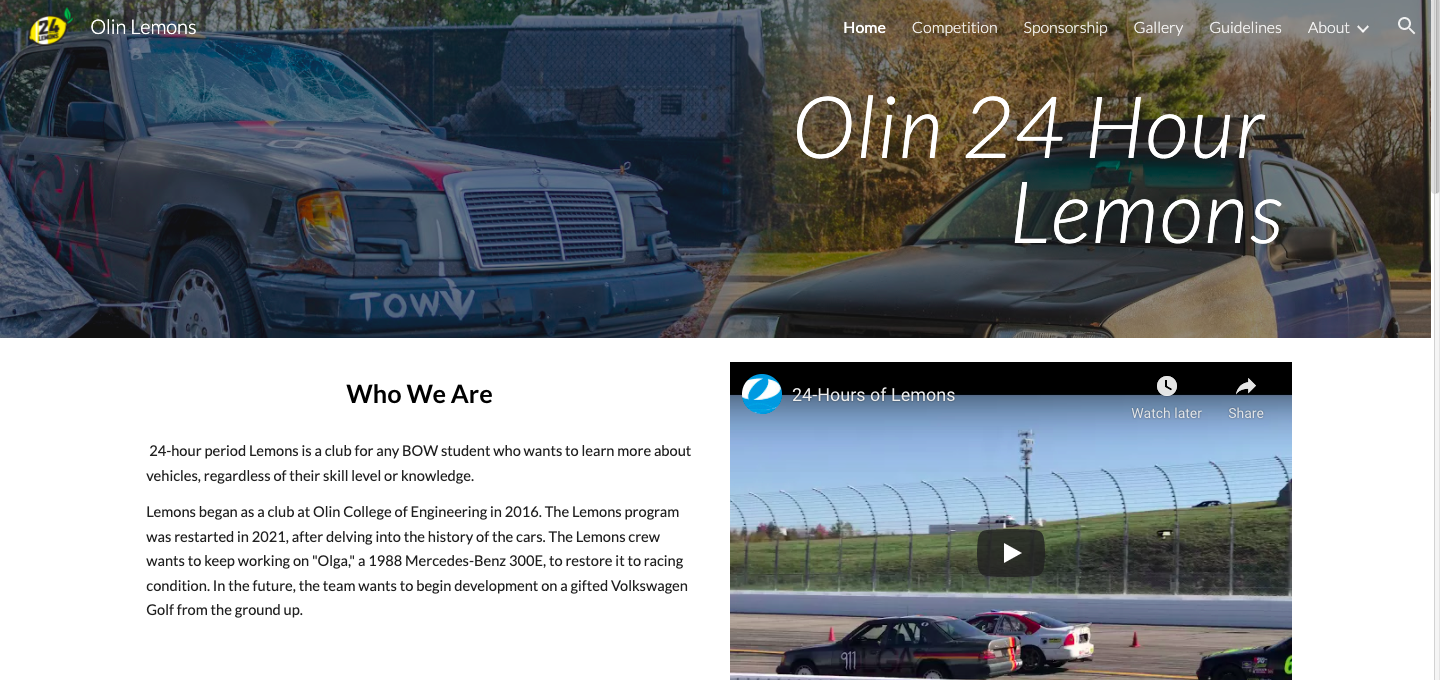 24
LEMONS
Olin Lemons
Home Competition Sponsorship Gallery Guidelines About
Olin 24 Hour
Lemons
TOW
Who We Are
24-hour period Lemons is a club for any BOW student who wants to learn more about
vehicles, regardless of their skill level or knowledge.
Lemons began as a club at Olin College of Engineering in 2016. The Lemons program
was restarted in 2021, after delving into the history of the cars. The Lemons crew
wants to keep working on "Olga," a 1988 Mercedes-Benz 300E, to restore it to racing
condition. In the future, the team wants to begin development on a gifted Volkswagen
Golf from the ground up.
24-Hours of Lemons
Watch later Share
911